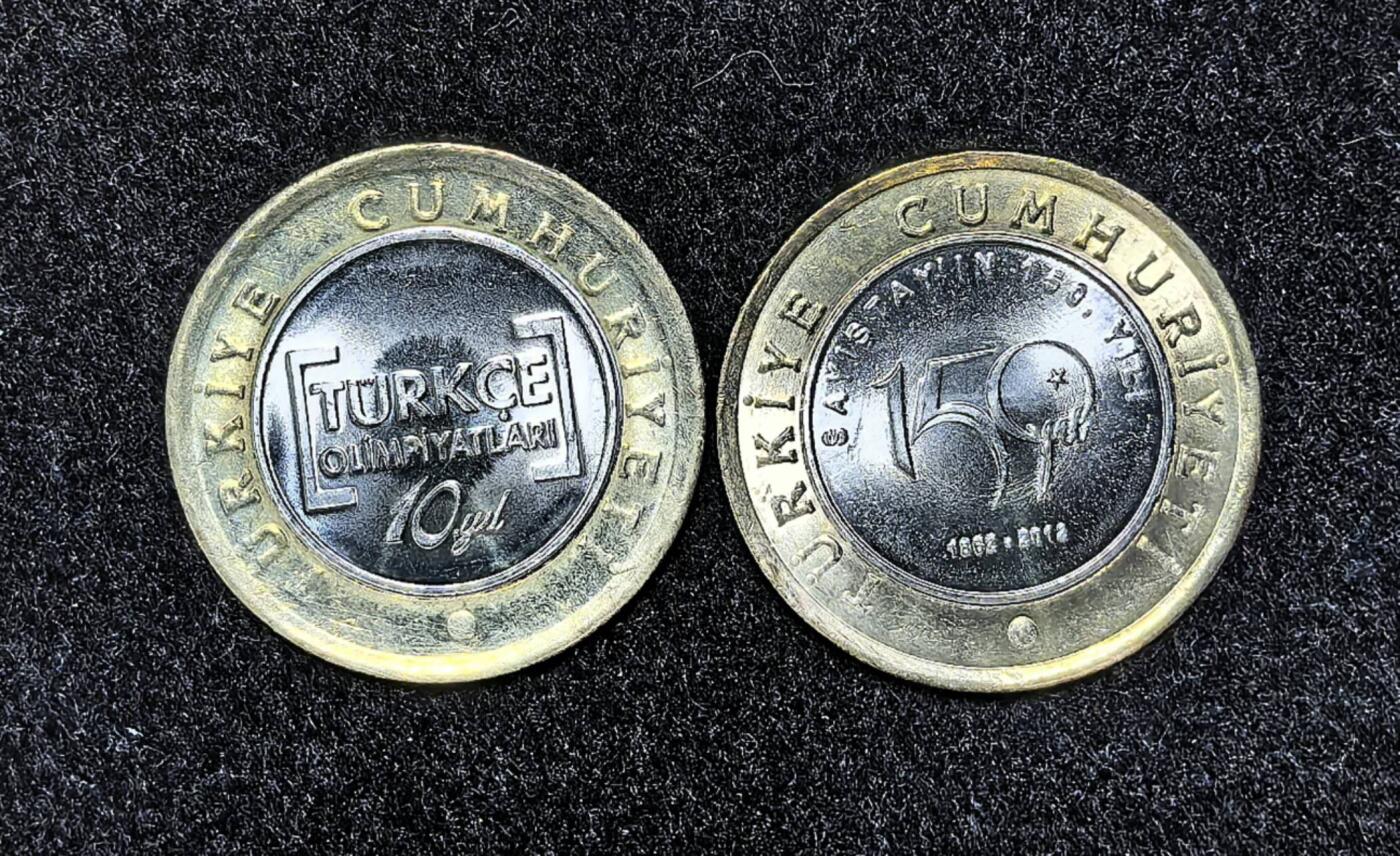 TÜRKİYE CUMHURİYETİ
TÜRKÇE
OLİMPİYATLARI
10.yıl
TÜRKİYE CUMHURİYETİ
SAYIŞTAY'IN 150. YILI
150
yılı
1862 • 2012